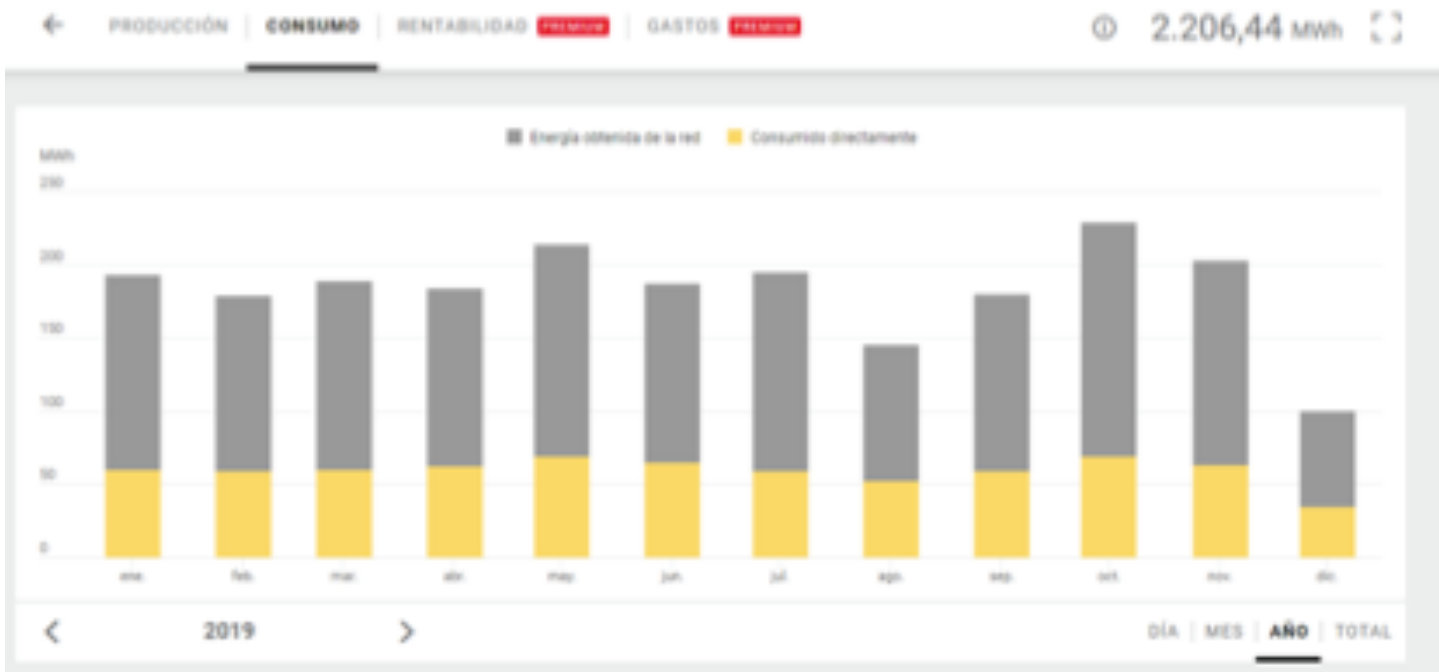 PRODUCCIÓN CONSUMO RENTABILIDAD PREMIUM GASTOS PREMIUM 2.206,44 MWh
Energía obtenida de la red Consumido directamente
MWh
250
200
150
100
50
0
ene. feb. mar. abr. may. jun. jul. ago. sep. oct. nov. dic.
2019 DÍA MES AÑO TOTAL